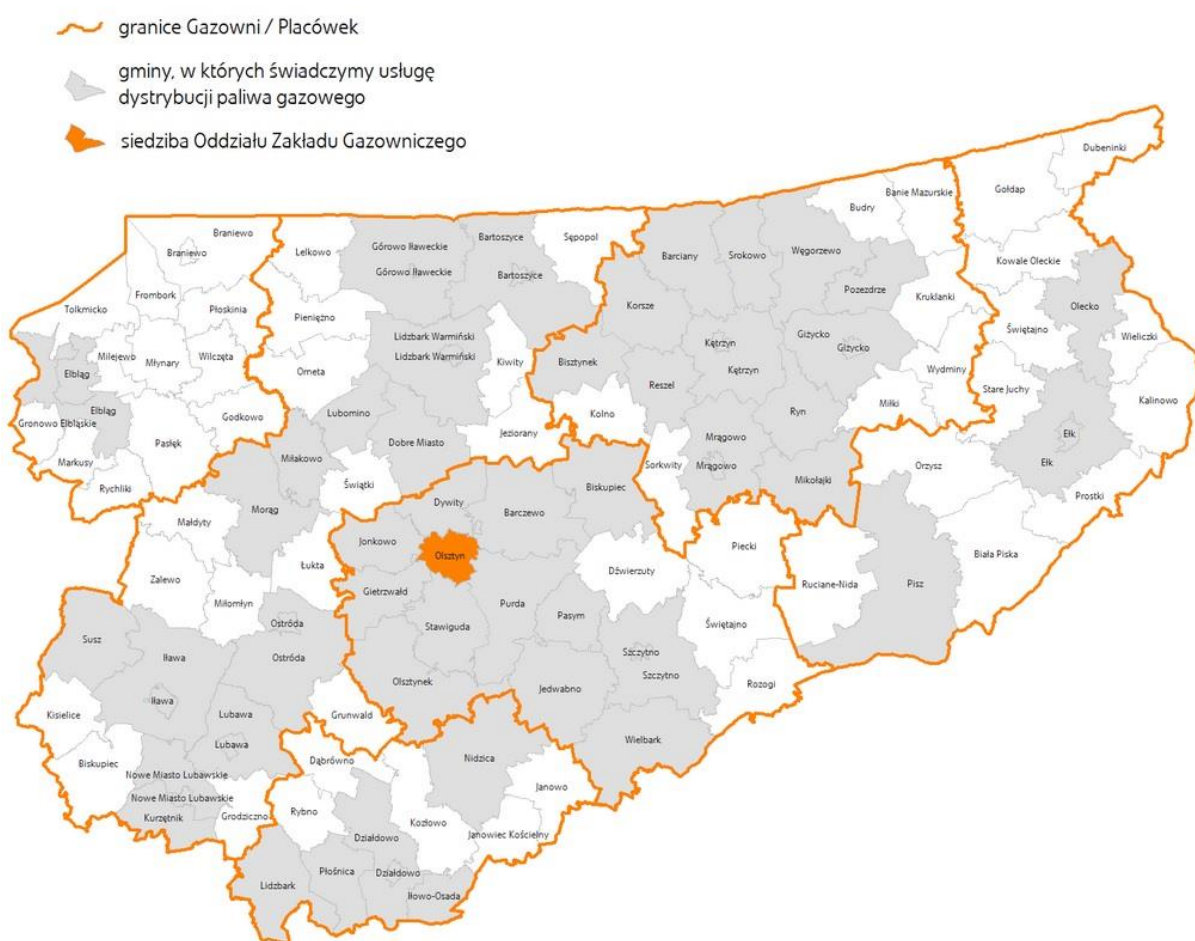 granice Gazowni / Placówek
gminy, w których świadczymy usługę
dystrybucji paliwa gazowego
siedziba Oddziału Zakładu Gazowniczego
Dubeninki
Gołdap
Banie Mazurskie
Budry
Braniewo
Braniewo
Lelkowo
Górowo Iławeckie
Górowo Iławeckie
Bartoszyce
Bartoszyce
Sępopol
Barciany
Srokowo
Węgorzewo
Kowale Oleckie
Frombork
Tolkmicko
Płoskinia
Pieniężno
Korsze
Pozezdrze
Kruklanki
Olecko
Świętajno
Wieliczki
Milejewo
Młynary
Wilczęta
Elbląg
Orneta
Lidzbark Warmiński
Lidzbark Warmiński
Kiwity
Bisztynek
Kętrzyn
Kętrzyn
Giżycko
Giżycko
Wydminy
Stare Juchy
Kalinowo
Elbląg
Gronowo Elbląskie
Godkowo
Pasłęk
Lubomino
Dobre Miasto
Jeziorany
Kolno
Reszel
Ryn
Miłki
Ełk
Ełk
Markusy
Rychliki
Miłakowo
Świątki
Sorkwity
Mrągowo
Mrągowo
Mikołajki
Orzysz
Prostki
Morąg
Małdyty
Dywity
Barczewo
Biskupiec
Jonkowo
Olsztyn
Piecki
Biała Piska
Łukta
Zalewo
Miłomłyn
Gietrzwałd
Dźwierzuty
Ruciane-Nida
Pisz
Purda
Pasym
Stawiguda
Świętajno
Ostróda
Ostróda
Susz
Iława
Iława
Szczytno
Szczytno
Olsztynek
Jedwabno
Rozogi
Kisielice
Lubawa
Lubawa
Grunwald
Wielbark
Biskupiec
Nowe Miasto Lubawskie
Nowe Miasto Lubawskie
Kurzętnik
Grodziczno
Dąbrówno
Nidzica
Rybno
Kozłowo
Janowo
Janowiec Kościelny
Działdowo
Działdowo
Lidzbark
Płośnica
Iłowo-Osada